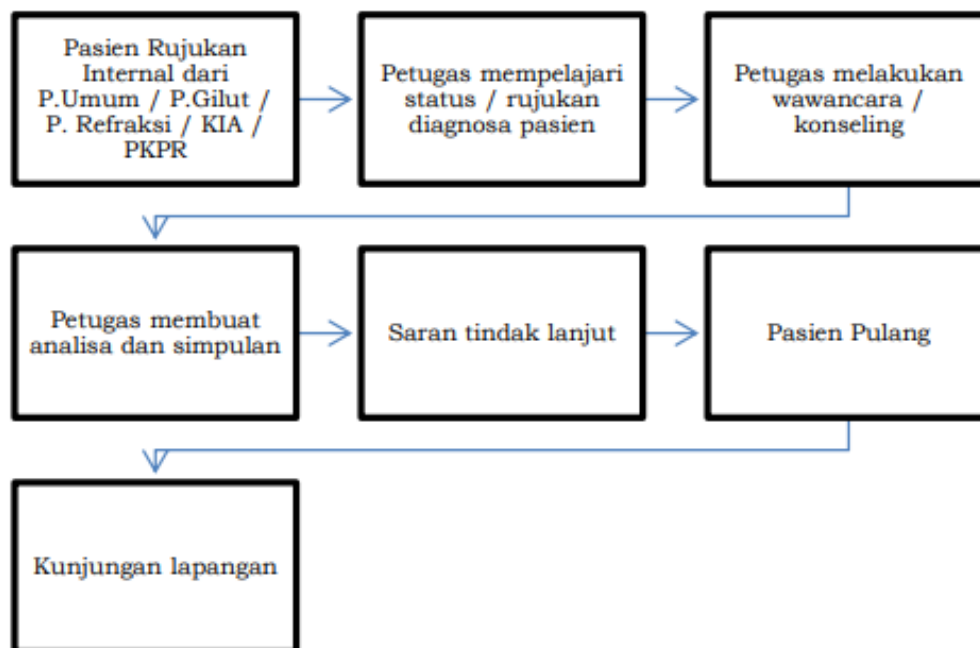 Pasien Rujukan
Internal dari
P.Umum / P.Gilut /
P. Refraksi / KIA /
PKPR
Petugas mempelajari
status / rujukan
diagnosa pasien
Petugas melakukan
wawancara /
konseling
Petugas membuat
analisa dan simpulan
Saran tindak lanjut
Pasien Pulang
Kunjungan lapangan